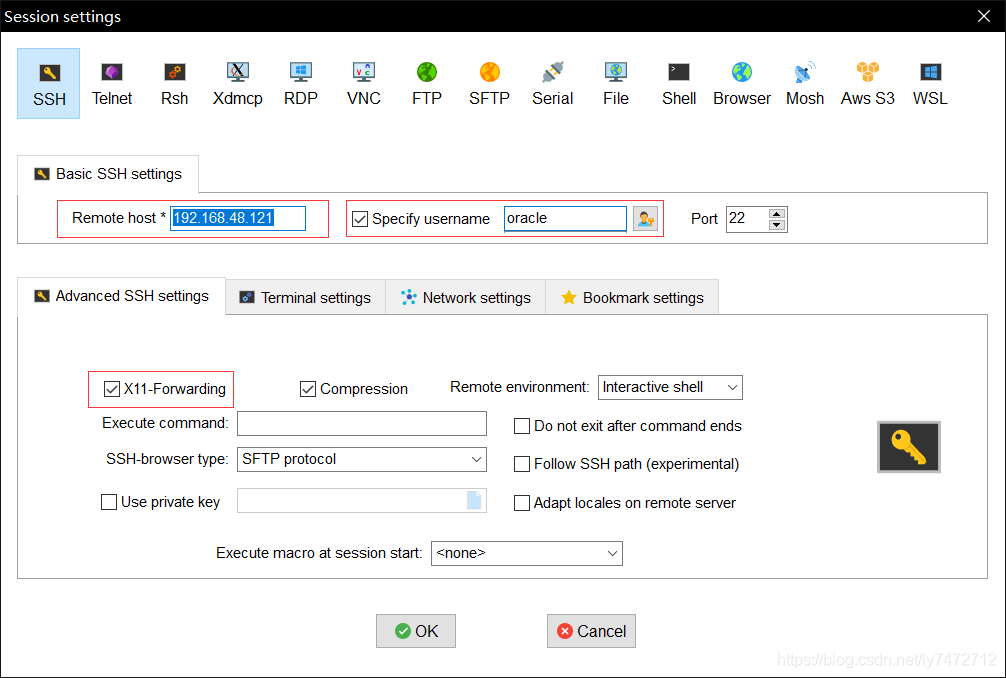 Session settings
SSH Telnet Rsh Xdmcp RDP VNC FTP SFTP Serial File Shell Browser Mosh Aws S3 WSL
Basic SSH settings
Remote host * 192.168.48.121 Specify username oracle Port 22
Advanced SSH settings Terminal settings Network settings Bookmark settings
X11-Forwarding Compression Remote environment: Interactive shell
Execute command: Do not exit after command ends
SSH-browser type: SFTP protocol Follow SSH path (experimental)
Use private key Adapt locales on remote server
Execute macro at session start: <none>
OK Cancel
https://blog.csdn.net/ly7472712